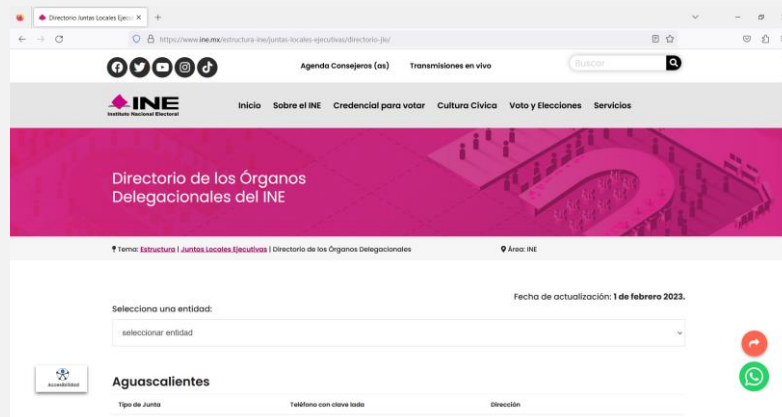 Directorio Juntas Locales Ejecu
https://www.ine.mx/estructura-ine/juntas-locales-ejecutivas/directorio-jle/
Agenda Consejeros (as) Transmisiones en vivo Buscar
INE
Instituto Nacional Electoral
Inicio Sobre el INE Credencial para votar Cultura Cívica Voto y Elecciones Servicios
Directorio de los Órganos
Delegacionales del INE
Tema: Estructura | Juntas Locales Ejecutivas | Directorio de los Órganos Delegacionales Área: INE
Fecha de actualización: 1 de febrero 2023.
Selecciona una entidad:
seleccionar entidad
Accesibilidad
Aguascalientes
Tipo de Junta Teléfono con clave lada Dirección